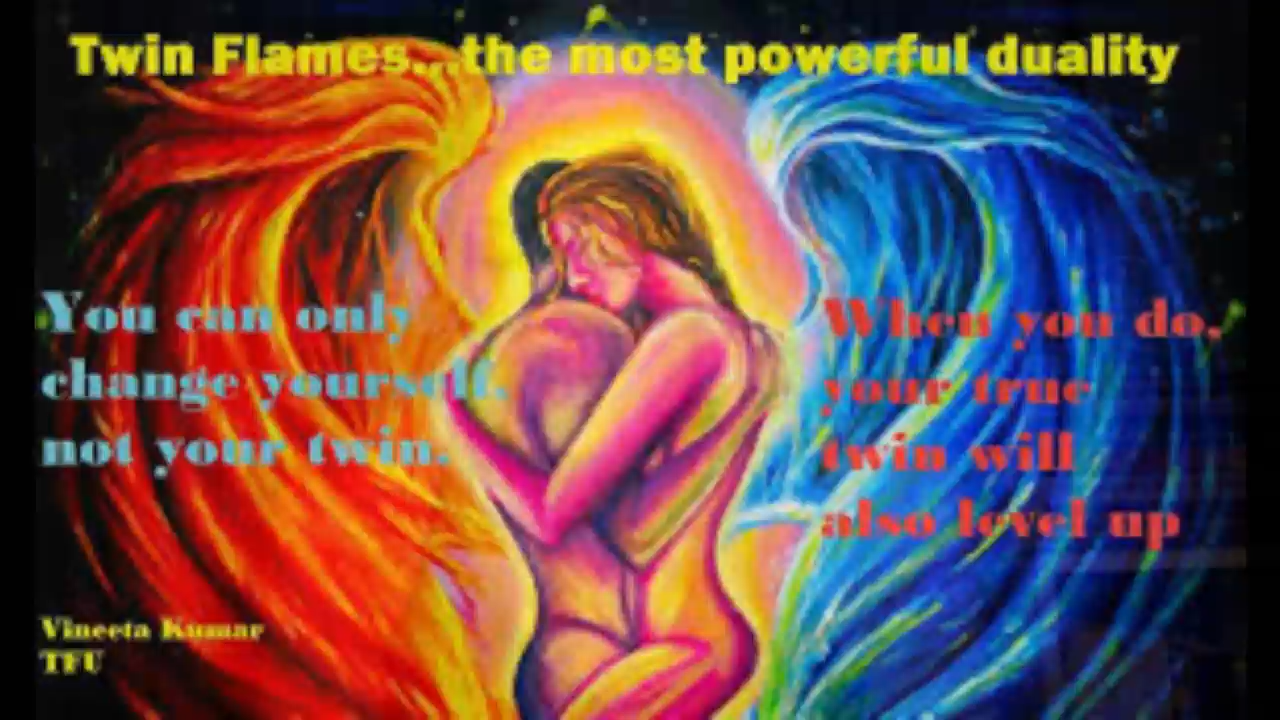 Twin Flames...the most powerful duality
You can only
change yourself,
not your twin.
When you do,
your true
twin will
also level up
Vineeta Kumar
TFU